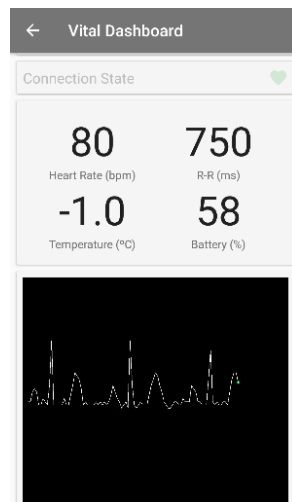 Vital Dashboard
Connection State
80 750
Heart Rate (bpm) R-R (ms)
-1.0 58
Temperature (ºC) Battery (%)